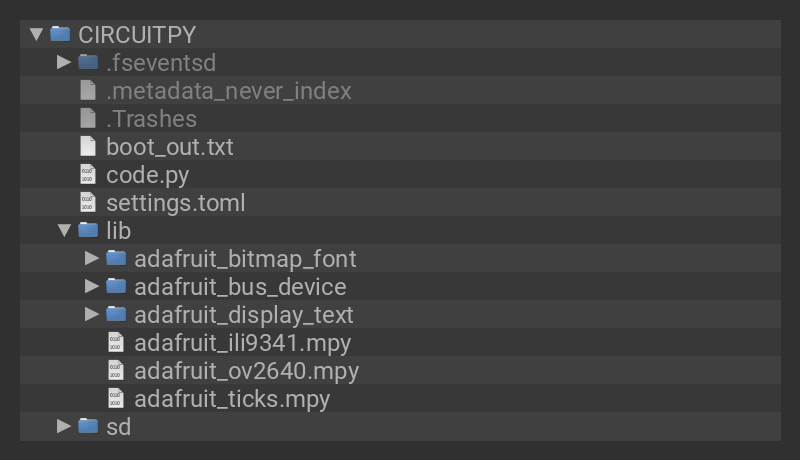 CIRCUITPY
.fseventsd
.metadata_never_index
.Trashes
boot_out.txt
code.py
settings.toml
lib
adafruit_bitmap_font
adafruit_bus_device
adafruit_display_text
adafruit_ili9341.mpy
adafruit_ov2640.mpy
adafruit_ticks.mpy
sd